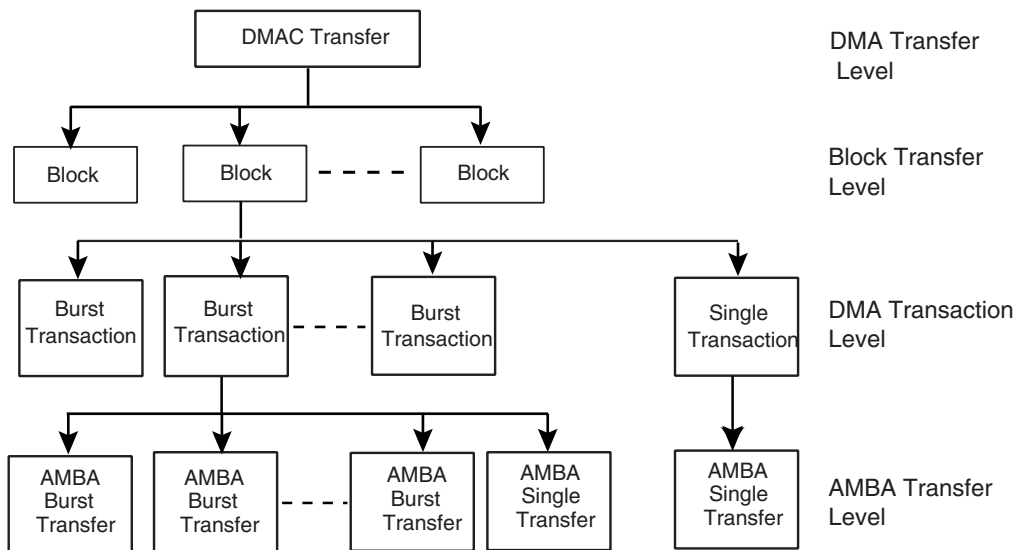 DMAC Transfer
DMA Transfer
Level
Block
Block
Block
Block Transfer
Level
Burst
Transaction
Burst
Transaction
Burst
Transaction
Single
Transaction
DMA Transaction
Level
AMBA
Burst
Transfer
AMBA
Burst
Transfer
AMBA
Burst
Transfer
AMBA
Single
Transfer
AMBA
Single
Transfer
AMBA Transfer
Level